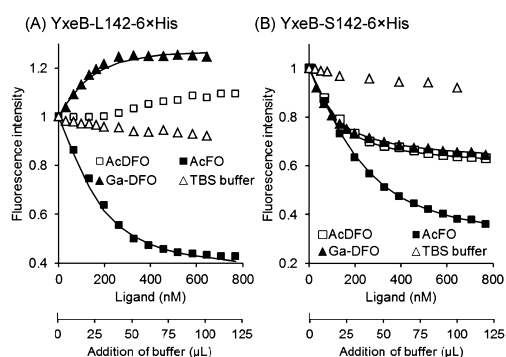 (A) YxeB-L142-6×His
(B) YxeB-S142-6×His
Fluorescence intensity
1.2
1.0
0.8
0.6
0.4
AcDFO
AcFO
Ga-DFO
TBS buffer
0 200 400 600 800
Ligand (nM)
0 25 50 75 100 125
Addition of buffer (µL)
Fluorescence intensity
1
0.8
0.6
0.4
0.2
AcDFO
AcFO
Ga-DFO
TBS buffer
0 200 400 600 800
Ligand (nM)
0 25 50 75 100 125
Addition of buffer (µL)